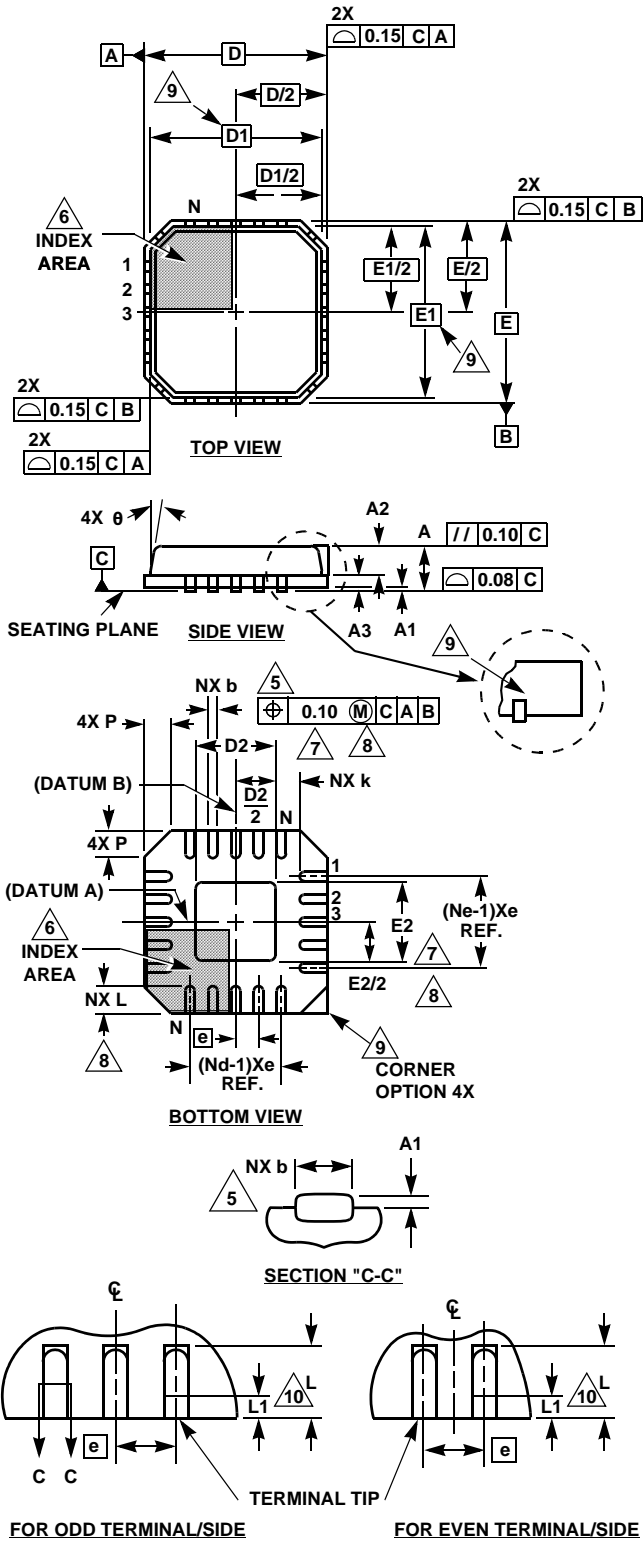 2X
⌓ 0.15 C A
A
D
D/2
9
D1
D1/2
2X
⌓ 0.15 C B
6
INDEX
AREA
N
1
2
3
E1/2
E/2
E1
E
9
2X
⌓ 0.15 C B
2X
⌓ 0.15 C A
B
TOP VIEW
4X θ
A2
A
// 0.10 C
C
⌓ 0.08 C
SEATING PLANE
SIDE VIEW
A3
A1
9
NX b
5
⌖ 0.10 Ⓜ C A B
4X P
D2
7
8
(DATUM B)
D2
2
NX k
N
4X P
1
2
3
(DATUM A)
(Ne-1)Xe
REF.
6
INDEX
AREA
E2
7
E2/2
8
NX L
8
N
e
(Nd-1)Xe
REF.
9
CORNER
OPTION 4X
BOTTOM VIEW
NX b
A1
5
SECTION "C-C"
℄
℄
L
10
L1
L
10
L1
e
e
C C
TERMINAL TIP
FOR ODD TERMINAL/SIDE
FOR EVEN TERMINAL/SIDE